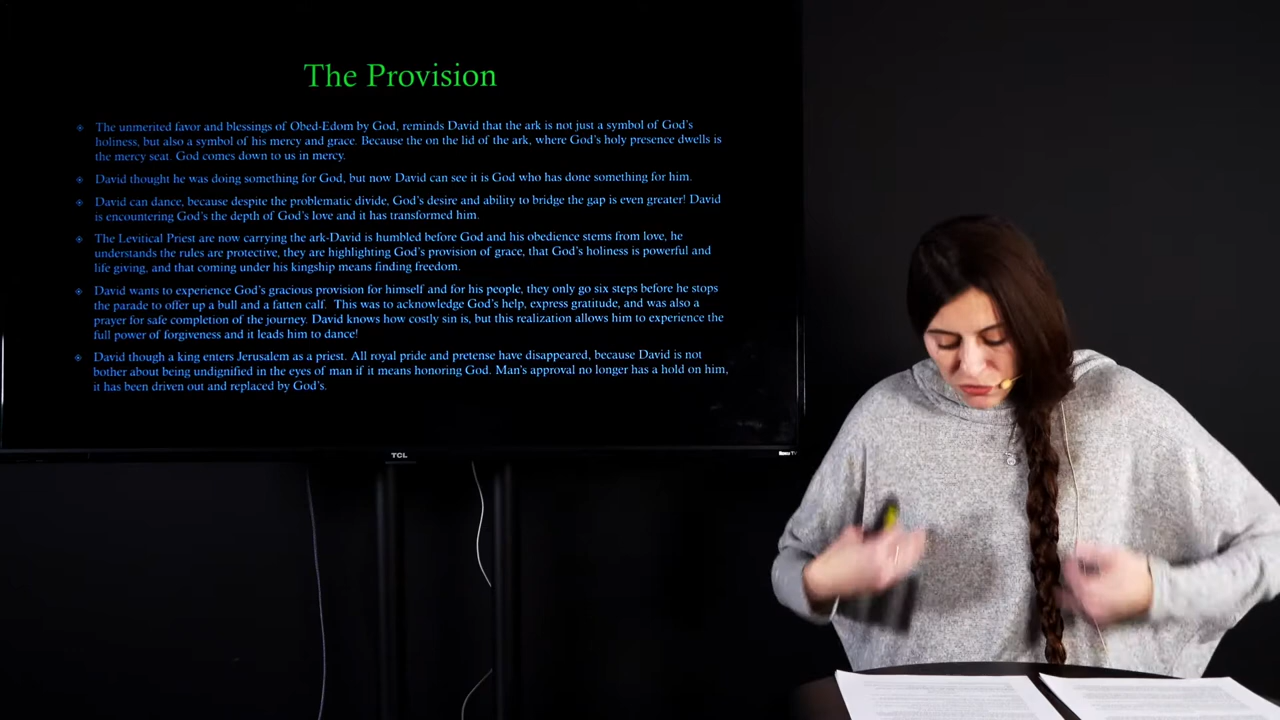 The Provision
The unmerited favor and blessings of Obed-Edom by God, reminds David that the ark is not just a symbol of God's
holiness, but also a symbol of his mercy and grace. Because the on the lid of the ark, where God's holy presence dwells is
the mercy seat. God comes down to us in mercy.
David thought he was doing something for God, but now David can see it is God who has done something for him.
David can dance, because despite the problematic divide, God's desire and ability to bridge the gap is even greater! David
is encountering God's the depth of God's love and it has transformed him.
The Levitical Priest are now carrying the ark-David is humbled before God and his obedience stems from love, he
understands the rules are protective, they are highlighting God's provision of grace, that God's holiness is powerful and
life giving, and that coming under his kingship means finding freedom.
David wants to experience God's gracious provision for himself and for his people, they only go six steps before he stops
the parade to offer up a bull and a fatten calf. This was to acknowledge God's help, express gratitude, and was also a
prayer for safe completion of the journey. David knows how costly sin is, but this realization allows him to experience the
full power of forgiveness and it leads him to dance!
David though a king enters Jerusalem as a priest. All royal pride and pretense have disappeared, because David is not
bother about being undignified in the eyes of man if it means honoring God. Man's approval no longer has a hold on him,
it has been driven out and replaced by God's.
TCL
Roku TV